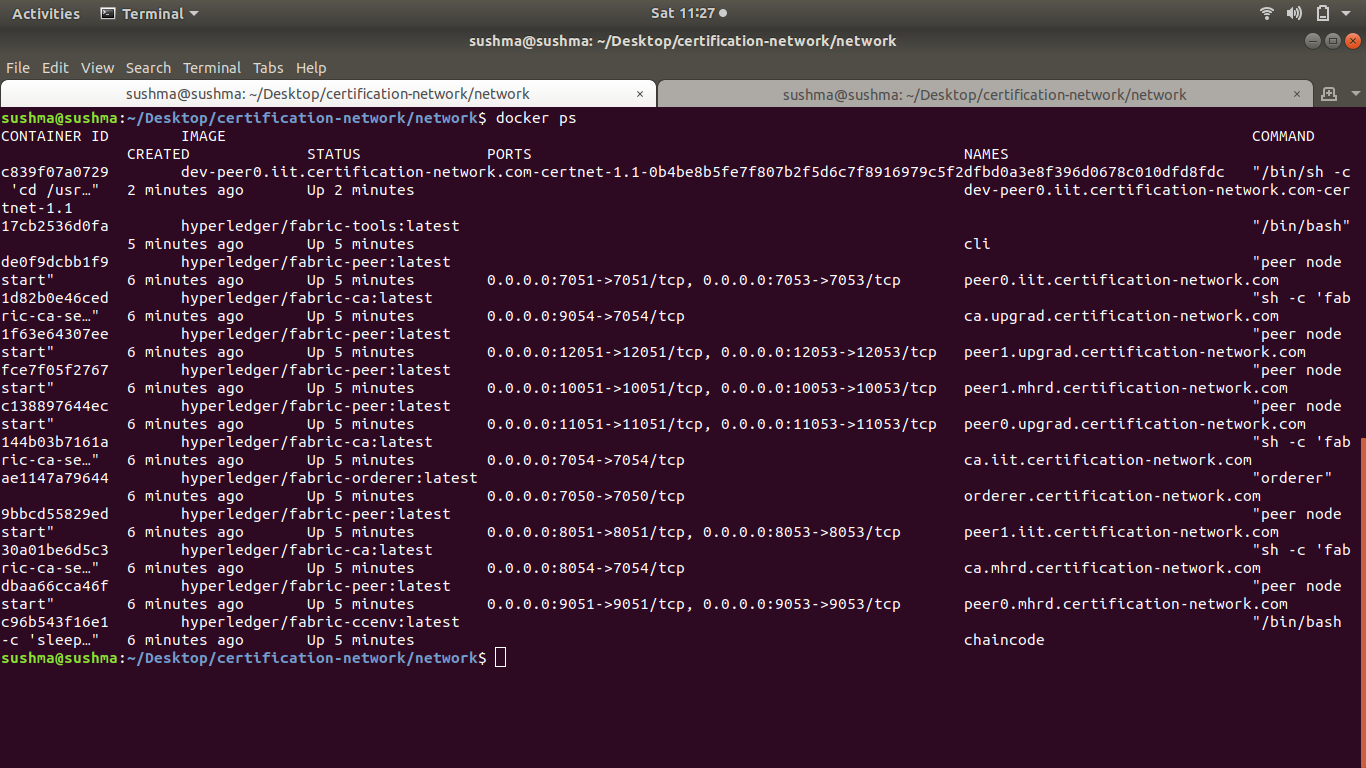 Activities Terminal Sat 11:27
sushma@sushma: ~/Desktop/certification-network/network
File Edit View Search Terminal Tabs Help
sushma@sushma: ~/Desktop/certification-network/network × sushma@sushma: ~/Desktop/certification-network/network ×
sushma@sushma:~/Desktop/certification-network/network$ docker ps
CONTAINER ID IMAGE COMMAND
CREATED STATUS PORTS NAMES
c839f07a0729 dev-peer0.iit.certification-network.com-certnet-1.1-0b4be8b5fe7f807b2f5d6c7f8916979c5f2dfbd0a3e8f396d0678c010dfd8fdc "/bin/sh -c
'cd /usr…" 2 minutes ago Up 2 minutes dev-peer0.iit.certification-network.com-cer
tnet-1.1
17cb2536d0fa hyperledger/fabric-tools:latest "/bin/bash"
5 minutes ago Up 5 minutes cli
de0f9dcbb1f9 hyperledger/fabric-peer:latest "peer node
start" 6 minutes ago Up 5 minutes 0.0.0.0:7051->7051/tcp, 0.0.0.0:7053->7053/tcp peer0.iit.certification-network.com
1d82b0e46ced hyperledger/fabric-ca:latest "sh -c 'fab
ric-ca-se…" 6 minutes ago Up 5 minutes 0.0.0.0:9054->7054/tcp ca.upgrad.certification-network.com
1f63e64307ee hyperledger/fabric-peer:latest "peer node
start" 6 minutes ago Up 5 minutes 0.0.0.0:12051->12051/tcp, 0.0.0.0:12053->12053/tcp peer1.upgrad.certification-network.com
fce7f05f2767 hyperledger/fabric-peer:latest "peer node
start" 6 minutes ago Up 5 minutes 0.0.0.0:10051->10051/tcp, 0.0.0.0:10053->10053/tcp peer1.mhrd.certification-network.com
c138897644ec hyperledger/fabric-peer:latest "peer node
start" 6 minutes ago Up 5 minutes 0.0.0.0:11051->11051/tcp, 0.0.0.0:11053->11053/tcp peer0.upgrad.certification-network.com
144b03b7161a hyperledger/fabric-ca:latest "sh -c 'fab
ric-ca-se…" 6 minutes ago Up 5 minutes 0.0.0.0:7054->7054/tcp ca.iit.certification-network.com
ae1147a79644 hyperledger/fabric-orderer:latest "orderer"
6 minutes ago Up 5 minutes 0.0.0.0:7050->7050/tcp orderer.certification-network.com
9bbcd55829ed hyperledger/fabric-peer:latest "peer node
start" 6 minutes ago Up 5 minutes 0.0.0.0:8051->8051/tcp, 0.0.0.0:8053->8053/tcp peer1.iit.certification-network.com
30a01be6d5c3 hyperledger/fabric-ca:latest "sh -c 'fab
ric-ca-se…" 6 minutes ago Up 5 minutes 0.0.0.0:8054->7054/tcp ca.mhrd.certification-network.com
dbaa66cca46f hyperledger/fabric-peer:latest "peer node
start" 6 minutes ago Up 5 minutes 0.0.0.0:9051->9051/tcp, 0.0.0.0:9053->9053/tcp peer0.mhrd.certification-network.com
c96b543f16e1 hyperledger/fabric-ccenv:latest "/bin/bash
-c 'sleep…" 6 minutes ago Up 5 minutes chaincode
sushma@sushma:~/Desktop/certification-network/network$